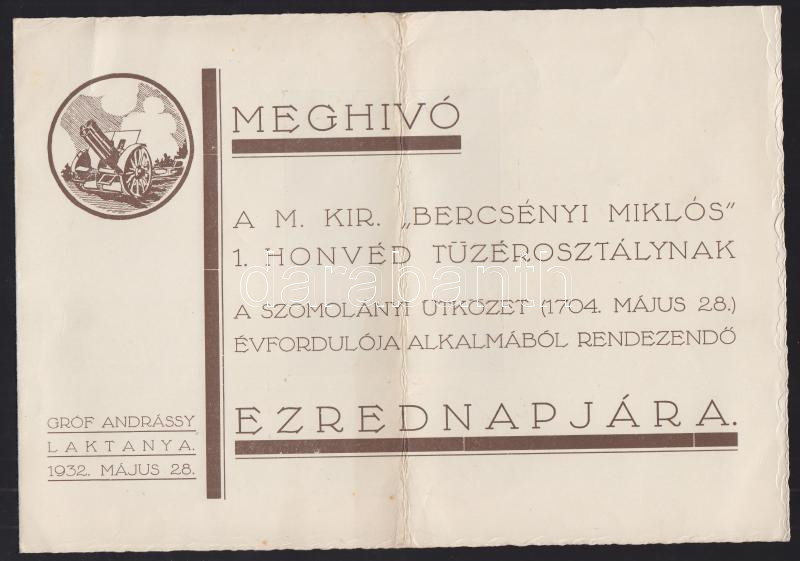 MEGHIVÓ
A M. KIR. „BERCSÉNYI MIKLÓS”
1. HONVÉD TÜZÉROSZTÁLYNAK
A SZOMOLÁNYI ÜTKÖZET (1704. MÁJUS 28.)
ÉVFORDULÓJA ALKALMÁBÓL RENDEZENDŐ
EZREDNAPJÁRA.
GRÓF ANDRÁSSY
LAKTANYA.
1932. MÁJUS 28.
darabanth